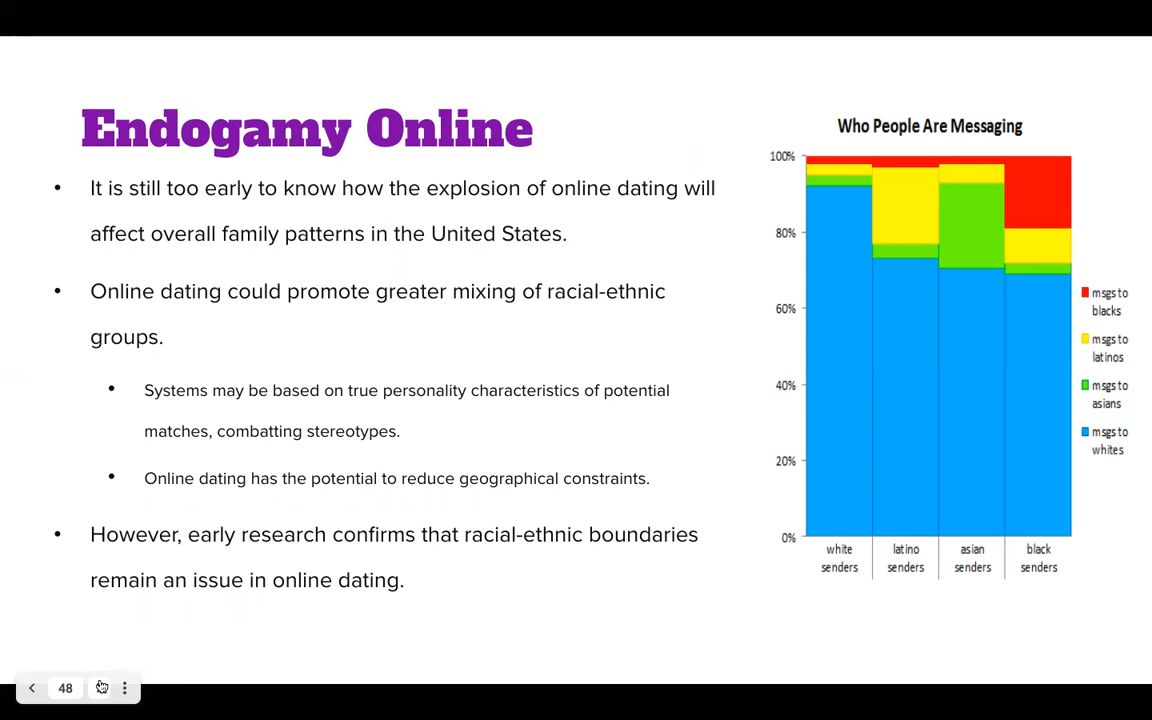 Endogamy Online
• It is still too early to know how the explosion of online dating will
affect overall family patterns in the United States.
• Online dating could promote greater mixing of racial-ethnic
groups.
• Systems may be based on true personality characteristics of potential
matches, combatting stereotypes.
• Online dating has the potential to reduce geographical constraints.
• However, early research confirms that racial-ethnic boundaries
remain an issue in online dating.
Who People Are Messaging
100%
80%
60%
40%
20%
0%
white
senders
latino
senders
asian
senders
black
senders
msgs to
blacks
msgs to
latinos
msgs to
asians
msgs to
whites
48